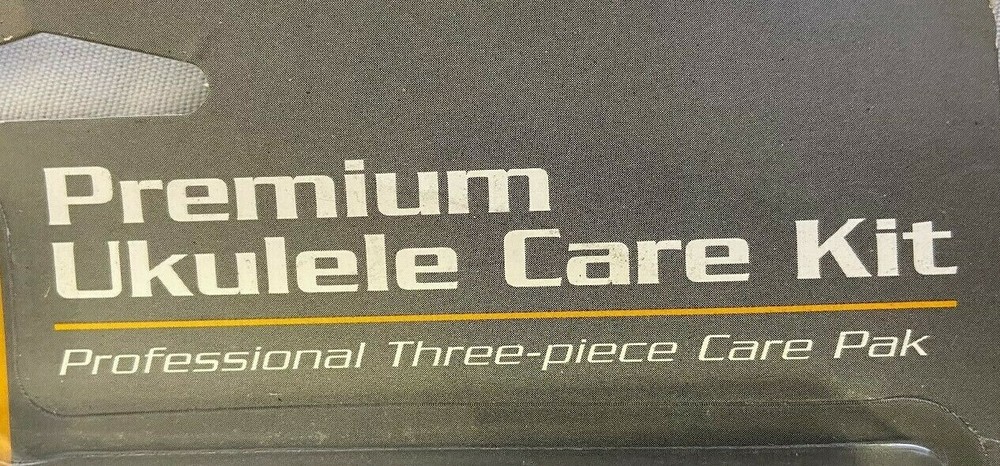 Premium
Ukulele Care Kit
Professional Three-piece Care Pak